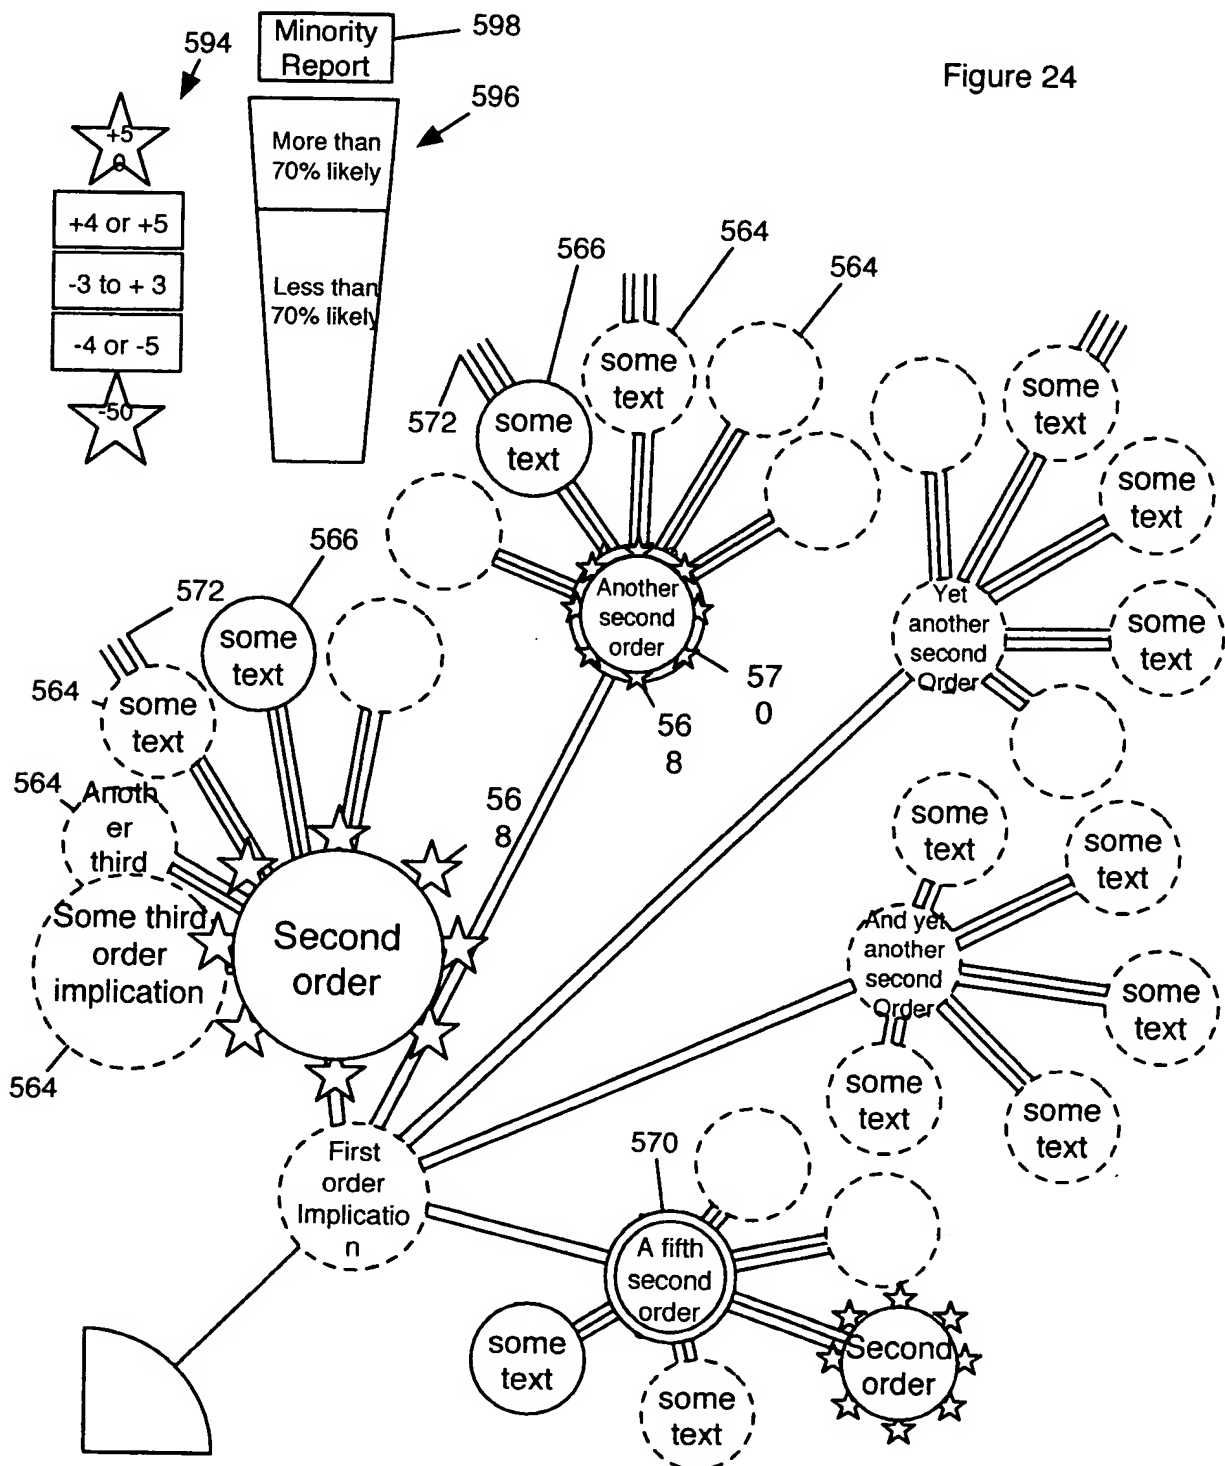 Minority
Report
598
594
Figure 24
596
+5
0
More than
70% likely
+4 or +5
-3 to + 3
Less than
70% likely
-4 or -5
-50
566
564
564
572
some
text
some
text
some
text
some
text
566
572
some
text
564
some
text
564
Anoth
er
third
Some third
order
implication
564
Second
order
56
8
Another
second
order
57
0
56
8
Yet
another
second
Order
some
text
some
text
some
text
And yet
another
second
Order
some
text
some
text
some
text
First
order
Implicatio
n
570
A fifth
second
order
some
text
some
text
Second
order